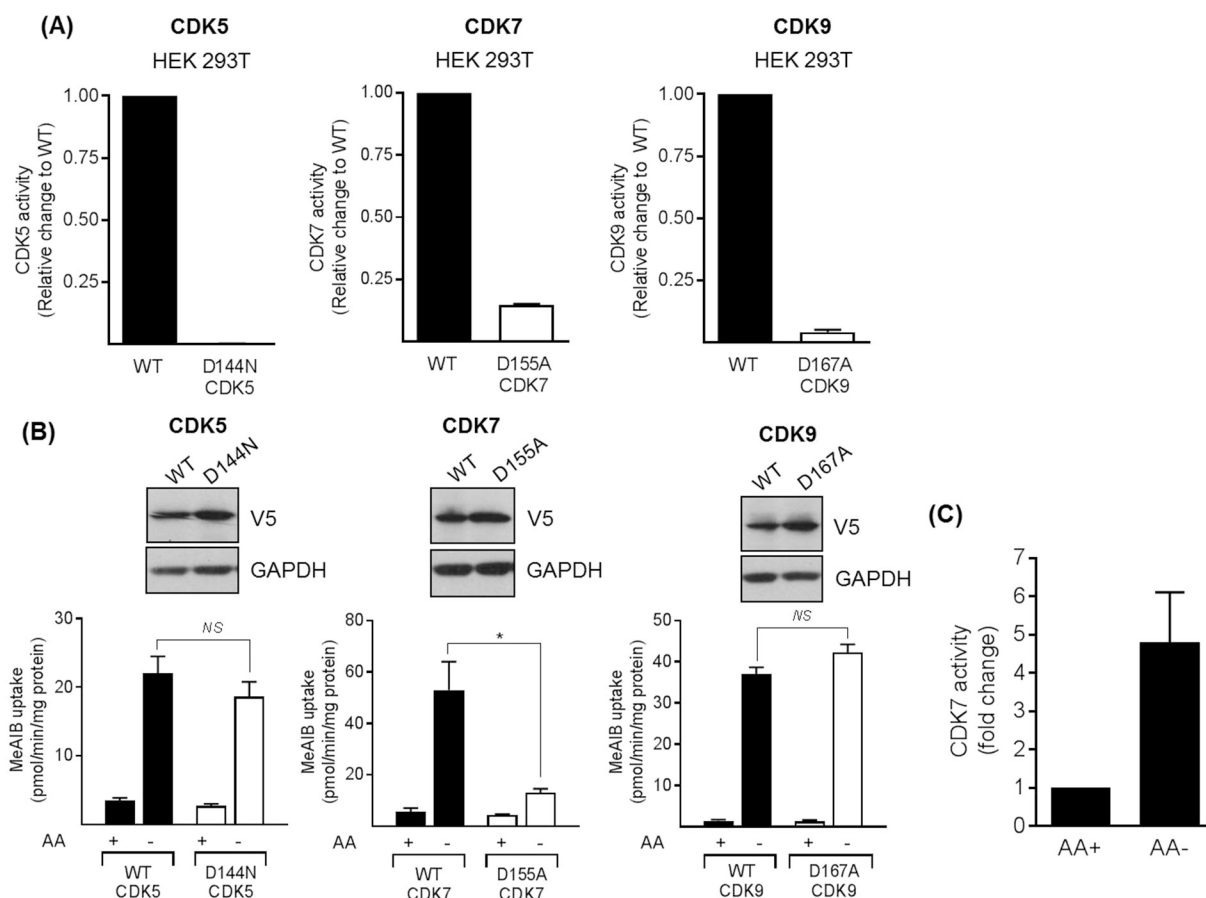 (A)
CDK5
HEK 293T
CDK5 activity
(Relative change to WT)
1.00
0.75
0.50
0.25
WT
D144N
CDK5
CDK7
HEK 293T
CDK7 activity
(Relative change to WT)
1.00
0.75
0.50
0.25
WT
D155A
CDK7
CDK9
HEK 293T
CDK9 activity
(Relative change to WT)
1.00
0.75
0.50
0.25
WT
D167A
CDK9
(B)
CDK5
WT D144N
V5
GAPDH
MeAIB uptake
(pmol/min/mg protein)
30
20
10
NS
AA + - + -
WT
CDK5
D144N
CDK5
CDK7
WT D155A
V5
GAPDH
MeAIB uptake
(pmol/min/mg protein)
80
60
40
20
*
AA + - + -
WT
CDK7
D155A
CDK7
CDK9
WT D167A
V5
GAPDH
MeAIB uptake
(pmol/min/mg protein)
50
40
30
20
10
NS
AA + - + -
WT
CDK9
D167A
CDK9
(C)
CDK7 activity
(fold change)
7
6
5
4
3
2
1
0
AA+ AA-